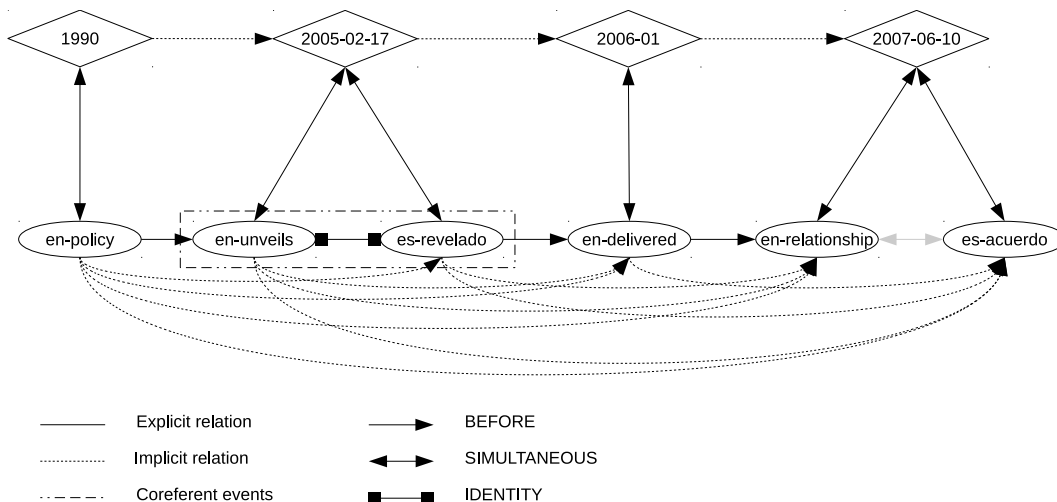 1990 2005-02-17 2006-01 2007-06-10
en-policy en-unveils es-revelado en-delivered en-relationship es-acuerdo
Explicit relation BEFORE
Implicit relation SIMULTANEOUS
Coreferent events IDENTITY